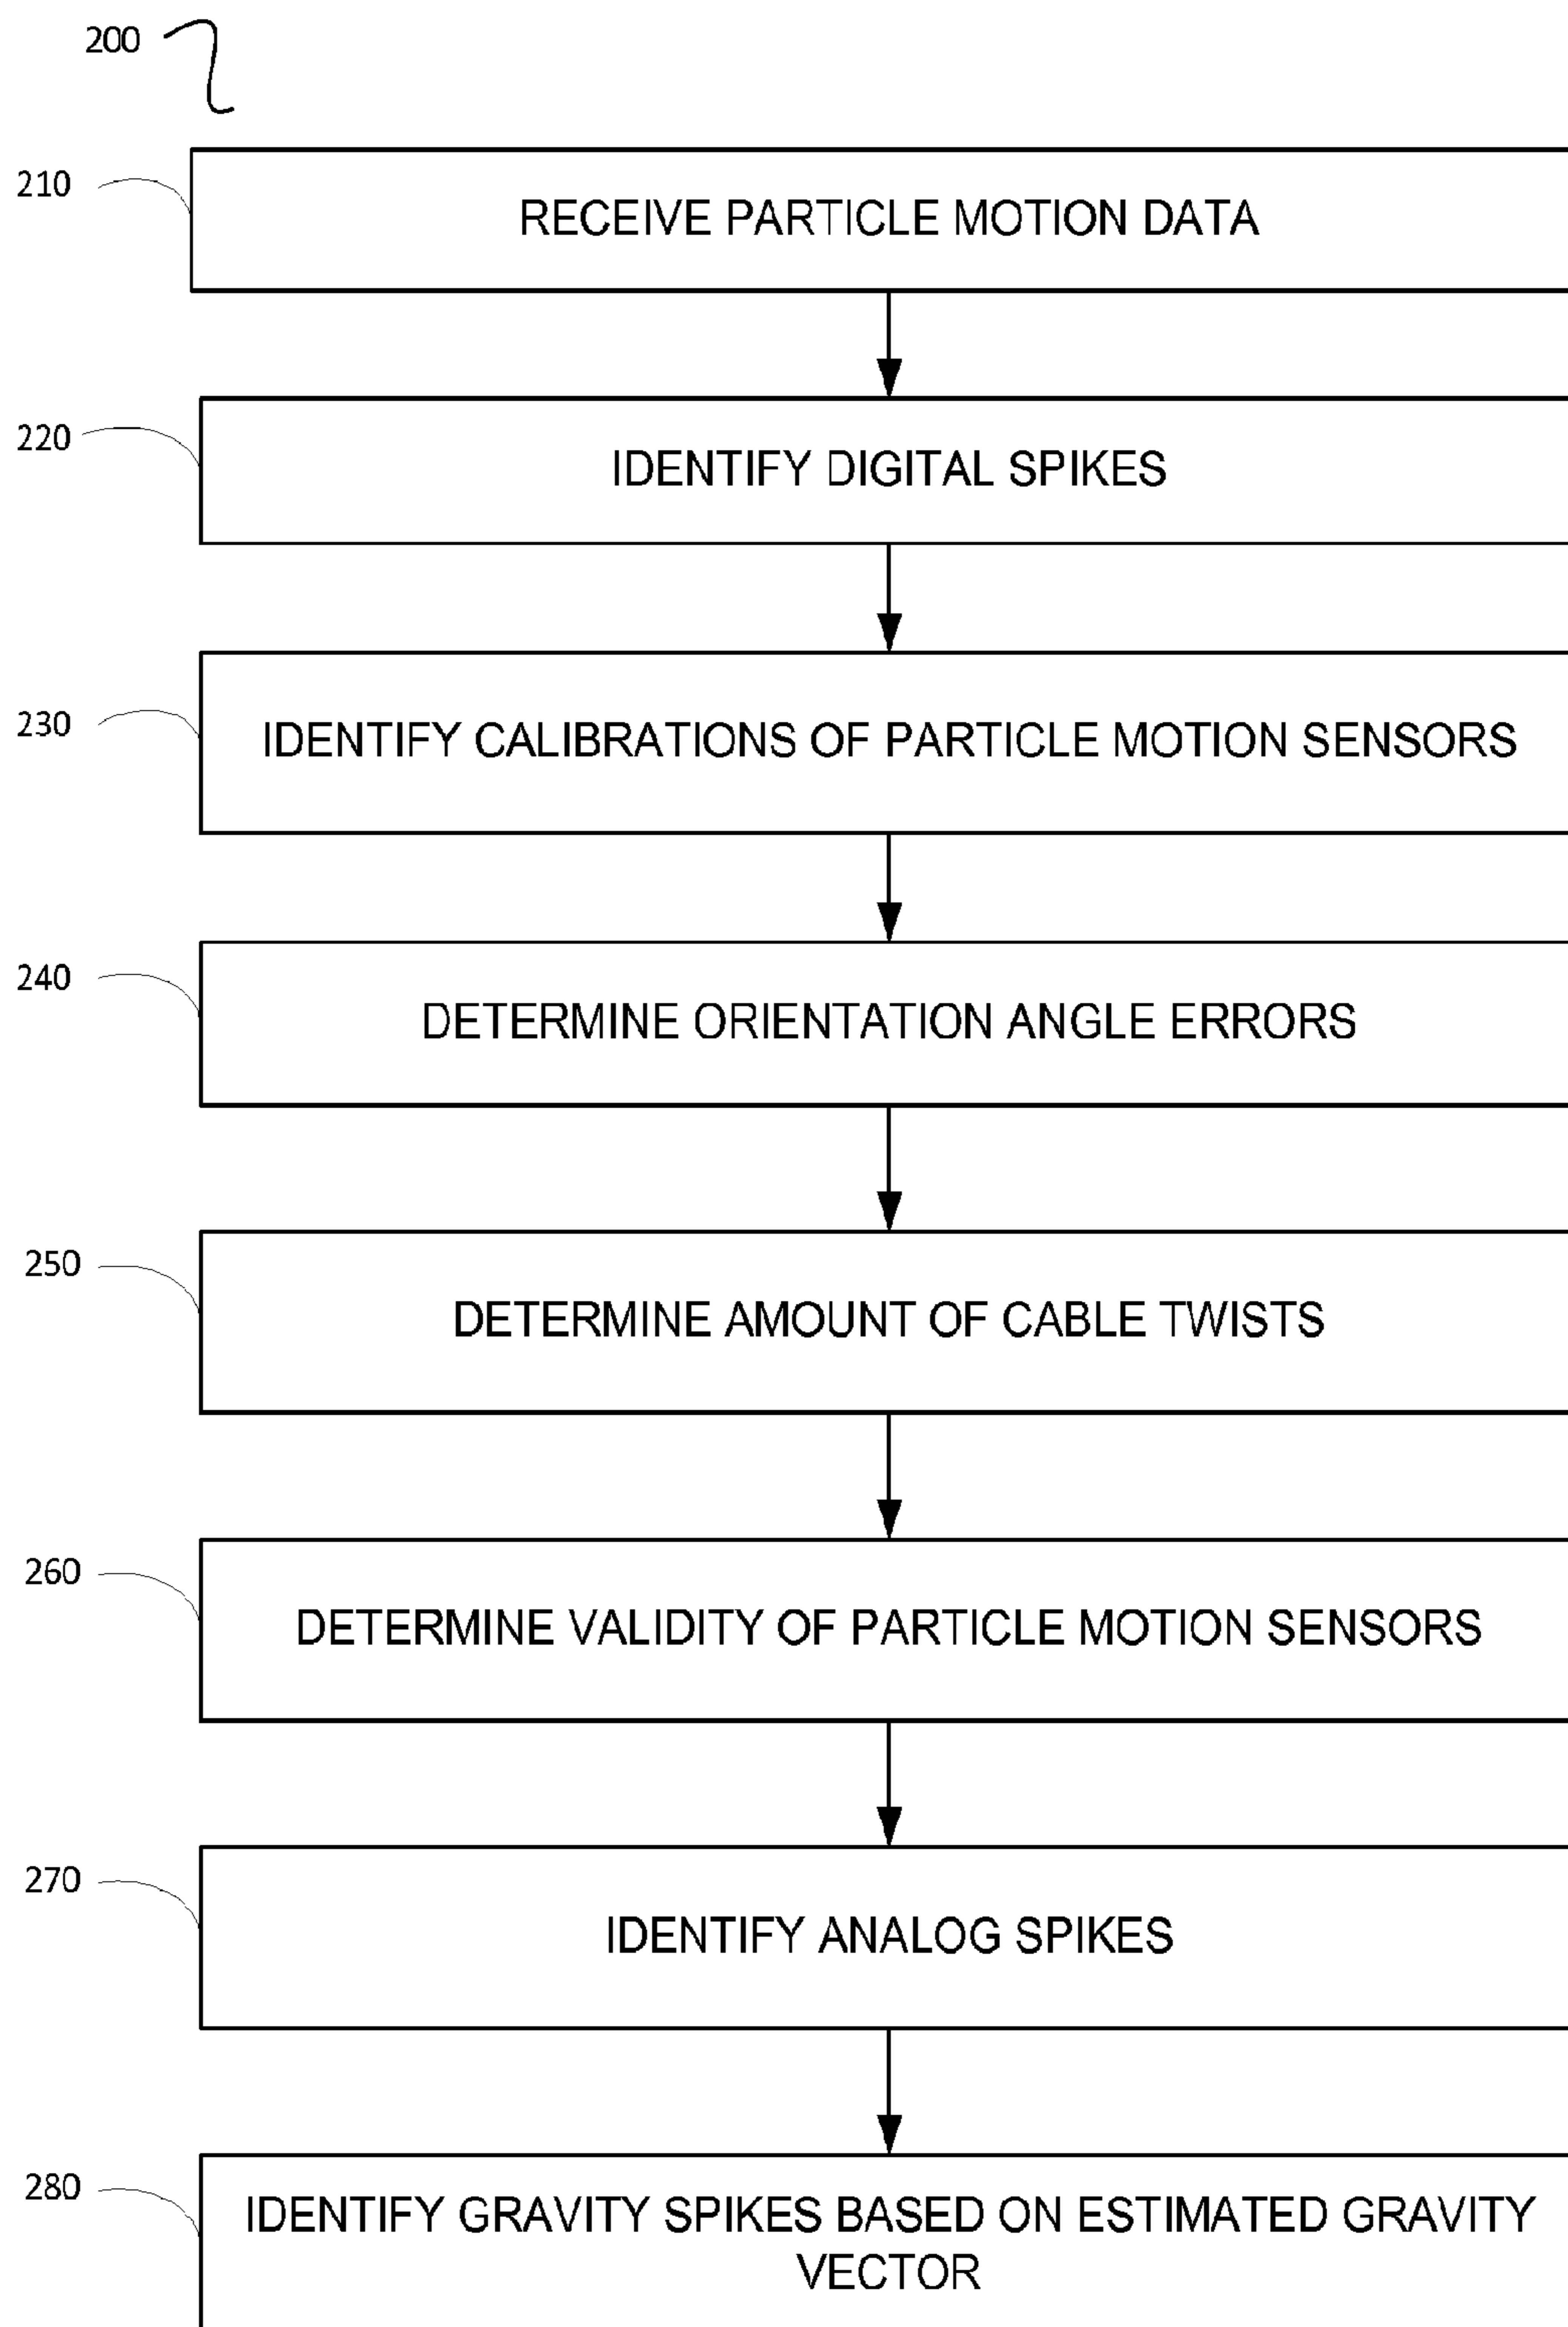 200
210
RECEIVE PARTICLE MOTION DATA
220
IDENTIFY DIGITAL SPIKES
230
IDENTIFY CALIBRATIONS OF PARTICLE MOTION SENSORS
240
DETERMINE ORIENTATION ANGLE ERRORS
250
DETERMINE AMOUNT OF CABLE TWISTS
260
DETERMINE VALIDITY OF PARTICLE MOTION SENSORS
270
IDENTIFY ANALOG SPIKES
280
IDENTIFY GRAVITY SPIKES BASED ON ESTIMATED GRAVITY
VECTOR